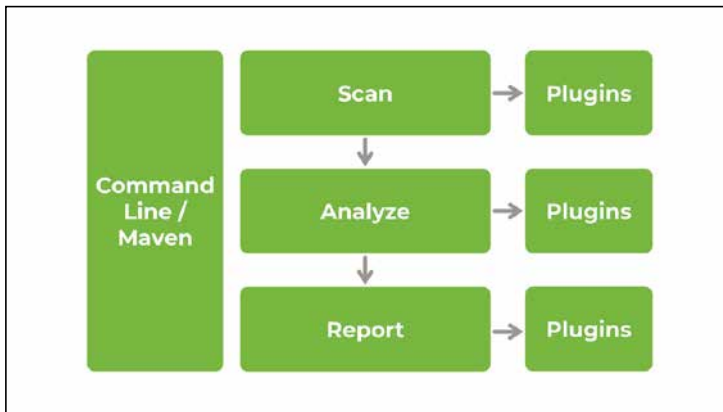 Command
Line /
Maven
Scan
Plugins
Analyze
Plugins
Report
Plugins